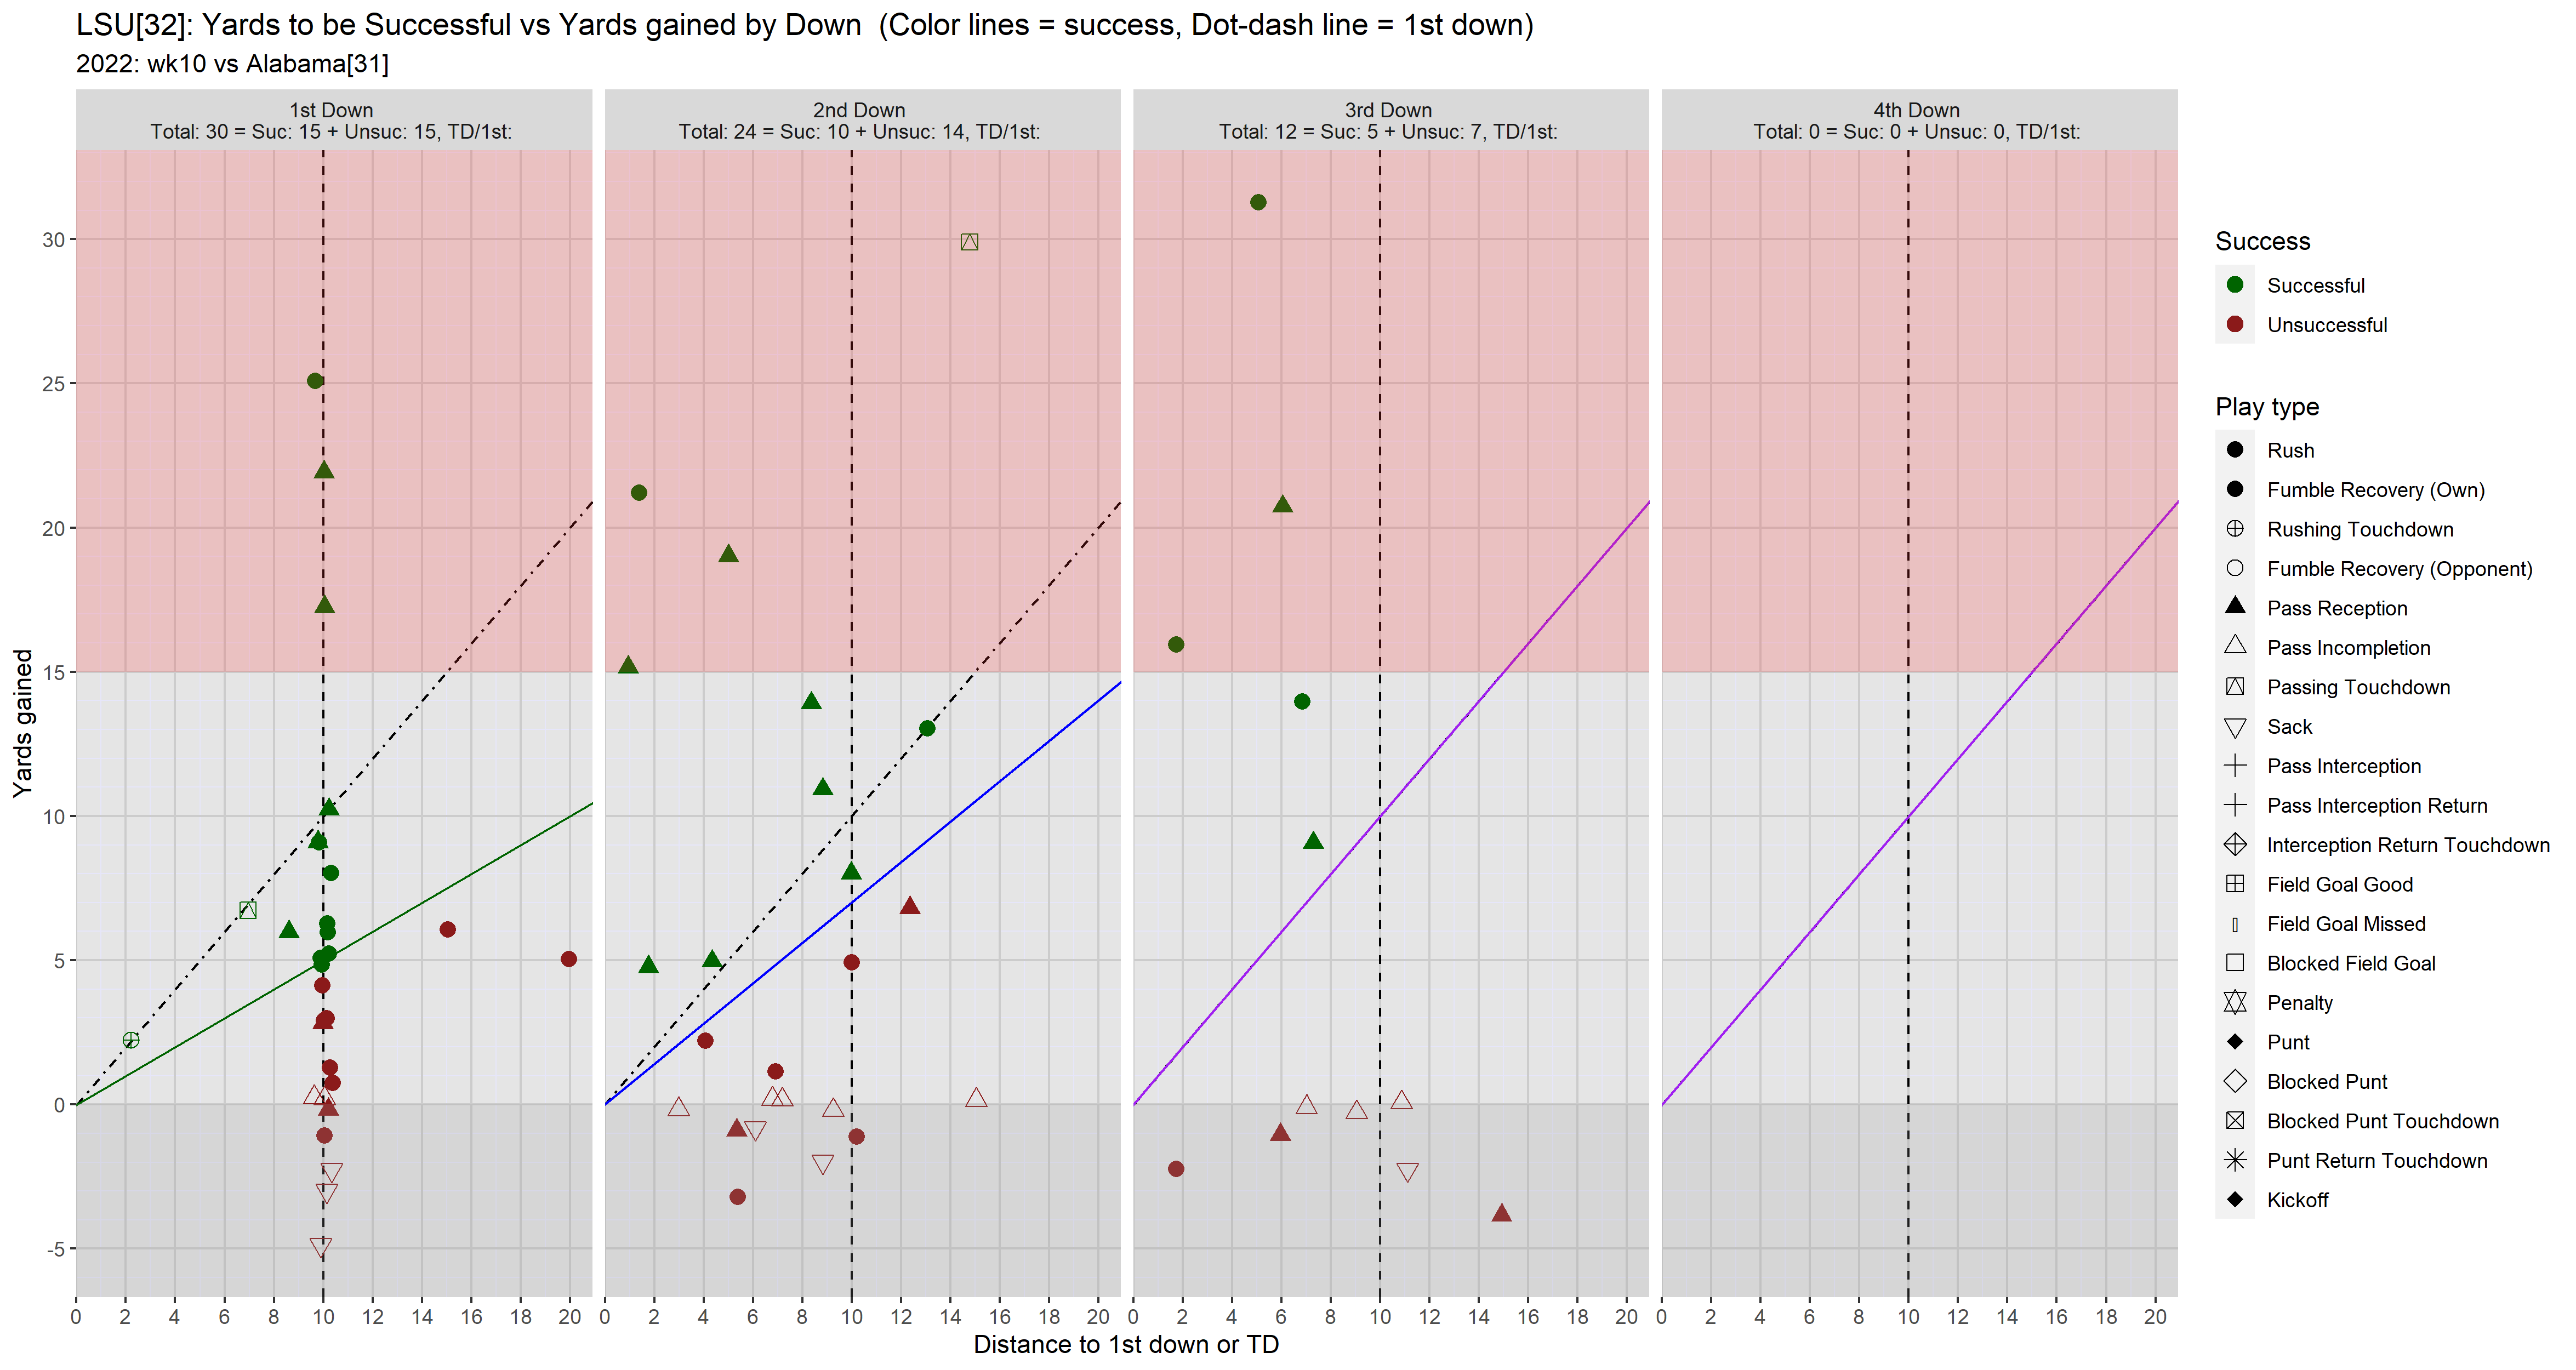 LSU[32]: Yards to be Successful vs Yards gained by Down  (Color lines = success, Dot-dash line = 1st down)
2022: wk10 vs Alabama[31]
1st Down
Total: 30 = Suc: 15 + Unsuc: 15, TD/1st:
2nd Down
Total: 24 = Suc: 10 + Unsuc: 14, TD/1st:
3rd Down
Total: 12 = Suc: 5 + Unsuc: 7, TD/1st:
4th Down
Total: 0 = Suc: 0 + Unsuc: 0, TD/1st:
Yards gained
30
25
20
15
10
5
0
-5
0 2 4 6 8 10 12 14 16 18 20
0 2 4 6 8 10 12 14 16 18 20
0 2 4 6 8 10 12 14 16 18 20
0 2 4 6 8 10 12 14 16 18 20
Distance to 1st down or TD
Success
Successful
Unsuccessful
Play type
Rush
Fumble Recovery (Own)
Rushing Touchdown
Fumble Recovery (Opponent)
Pass Reception
Pass Incompletion
Passing Touchdown
Sack
Pass Interception
Pass Interception Return
Interception Return Touchdown
Field Goal Good
Field Goal Missed
Blocked Field Goal
Penalty
Punt
Blocked Punt
Blocked Punt Touchdown
Punt Return Touchdown
Kickoff